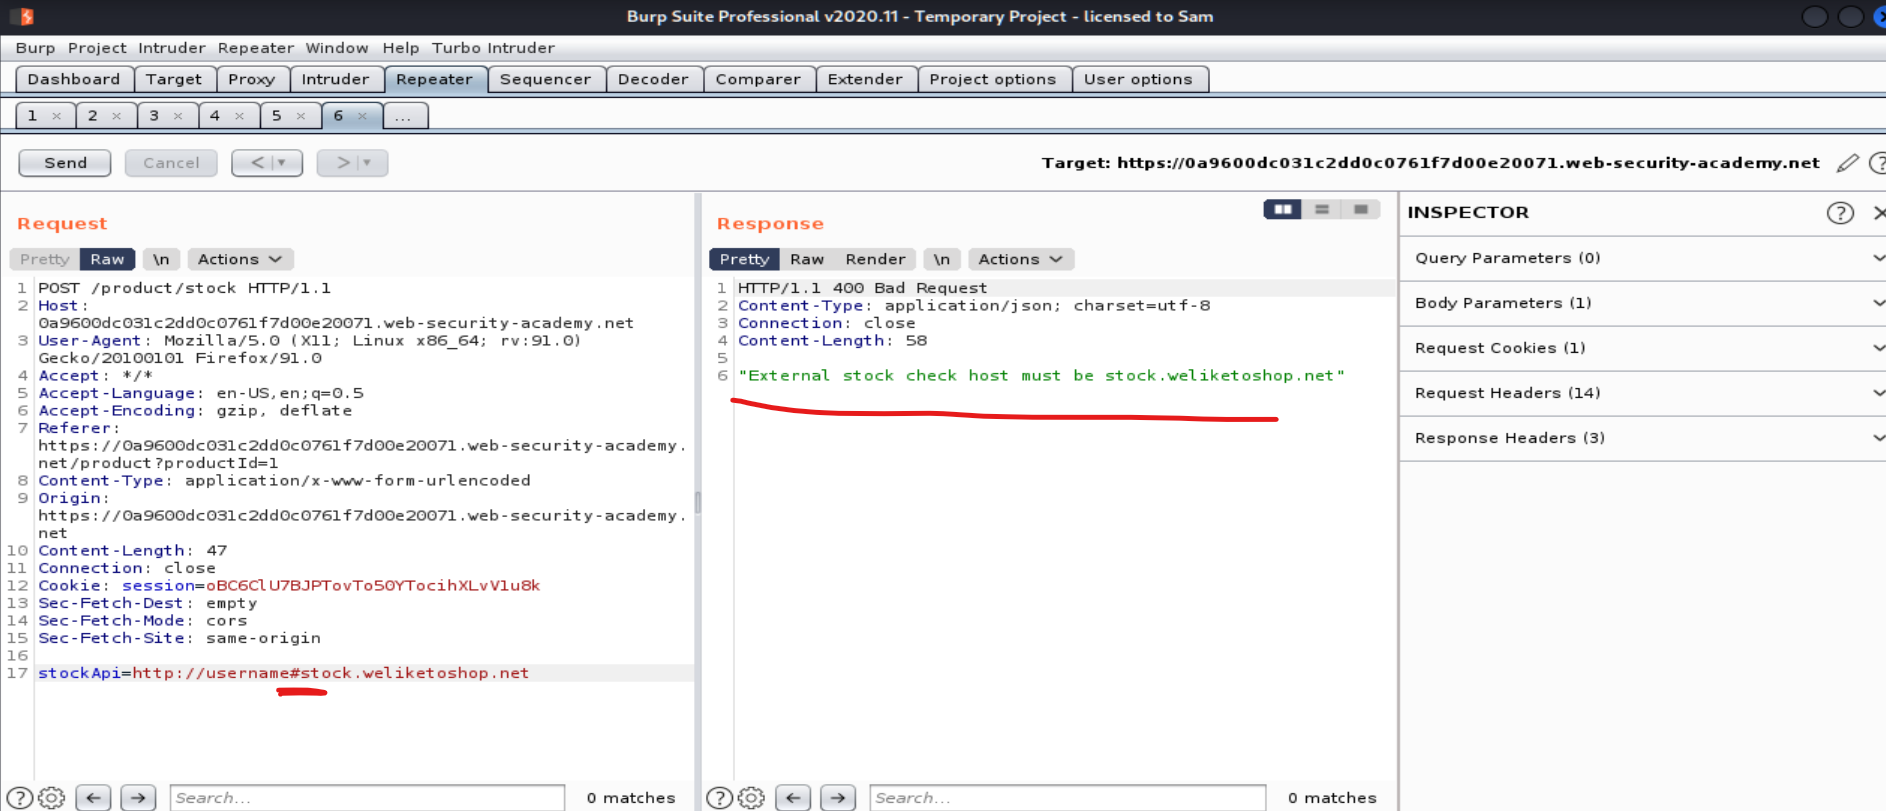 Burp Suite Professional v2020.11 - Temporary Project - licensed to Sam
Burp Project Intruder Repeater Window Help Turbo Intruder
Dashboard Target Proxy Intruder Repeater Sequencer Decoder Comparer Extender Project options User options
1 × 2 × 3 × 4 × 5 × 6 × ...
Send Cancel < > Target: https://0a9600dc031c2dd0c0761f7d00e20071.web-security-academy.net ?
Request
Pretty Raw \n Actions
1 POST /product/stock HTTP/1.1
2 Host:
0a9600dc031c2dd0c0761f7d00e20071.web-security-academy.net
3 User-Agent: Mozilla/5.0 (X11; Linux x86_64; rv:91.0)
Gecko/20100101 Firefox/91.0
4 Accept: */*
5 Accept-Language: en-US,en;q=0.5
6 Accept-Encoding: gzip, deflate
7 Referer:
https://0a9600dc031c2dd0c0761f7d00e20071.web-security-academy.
net/product?productId=1
8 Content-Type: application/x-www-form-urlencoded
9 Origin:
https://0a9600dc031c2dd0c0761f7d00e20071.web-security-academy.
net
10 Content-Length: 47
11 Connection: close
12 Cookie: session=oBC6ClU7BJPTovTo50YTocihXLvV1u8k
13 Sec-Fetch-Dest: empty
14 Sec-Fetch-Mode: cors
15 Sec-Fetch-Site: same-origin
16
17 stockApi=http://username#stock.weliketoshop.net
? Search... 0 matches
Response
Pretty Raw Render \n Actions
1 HTTP/1.1 400 Bad Request
2 Content-Type: application/json; charset=utf-8
3 Connection: close
4 Content-Length: 58
5
6 "External stock check host must be stock.weliketoshop.net"
? Search... 0 matches
INSPECTOR ?
Query Parameters (0)
Body Parameters (1)
Request Cookies (1)
Request Headers (14)
Response Headers (3)